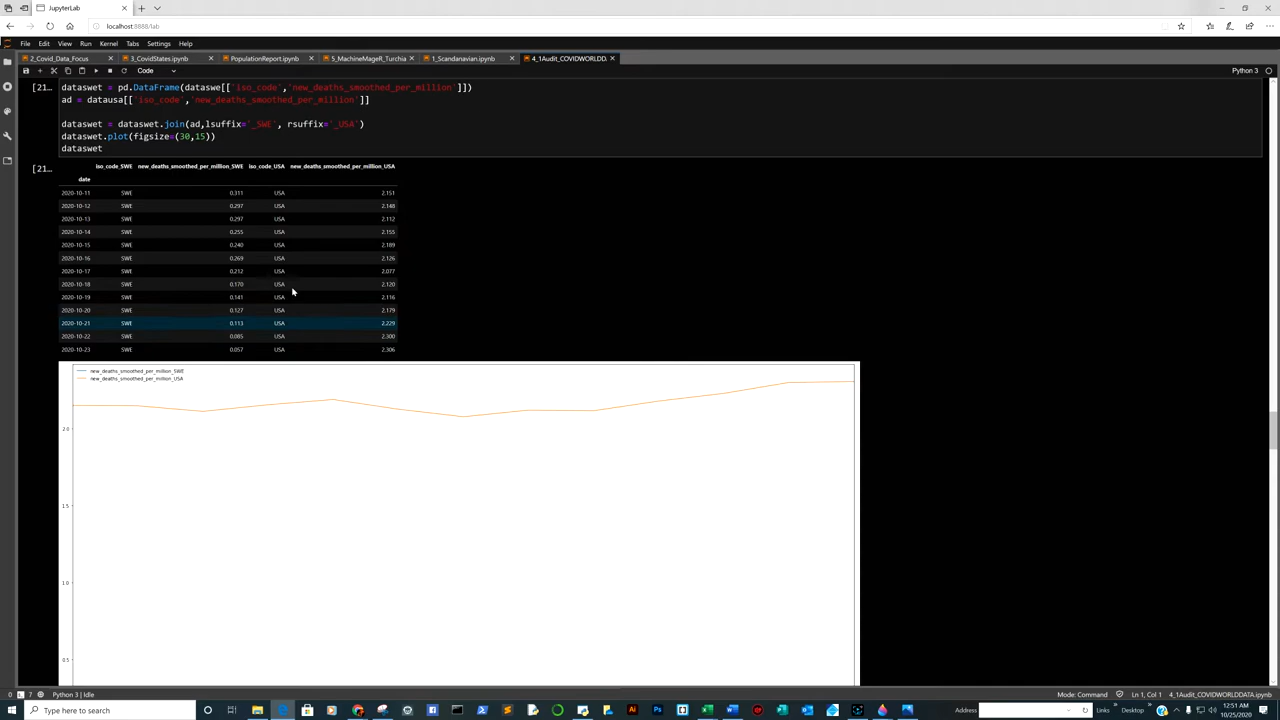 JupyterLab
localhost:8888/lab
File Edit View Run Kernel Tabs Settings Help
2_Covid_Data_Focus 3_CovidStates.ipynb PopulationReport.ipynb 5_MachineMageR_Turchia 1_Scandanavian.ipynb 4_1Audit_COVIDWORLDDA
Code Python 3
[21… dataswet = pd.DataFrame(dataswe[['iso_code','new_deaths_smoothed_per_million']])
ad = datausa[['iso_code','new_deaths_smoothed_per_million']]
dataswet = dataswet.join(ad,lsuffix='_SWE', rsuffix='_USA')
dataswet.plot(figsize=(30,15))
dataswet
[21…
iso_code_SWE new_deaths_smoothed_per_million_SWE iso_code_USA new_deaths_smoothed_per_million_USA
date
2020-10-11 SWE 0.311 USA 2.151
2020-10-12 SWE 0.297 USA 2.148
2020-10-13 SWE 0.297 USA 2.112
2020-10-14 SWE 0.255 USA 2.155
2020-10-15 SWE 0.240 USA 2.189
2020-10-16 SWE 0.269 USA 2.126
2020-10-17 SWE 0.212 USA 2.077
2020-10-18 SWE 0.170 USA 2.120
2020-10-19 SWE 0.141 USA 2.116
2020-10-20 SWE 0.127 USA 2.179
2020-10-21 SWE 0.113 USA 2.229
2020-10-22 SWE 0.085 USA 2.300
2020-10-23 SWE 0.057 USA 2.306
new_deaths_smoothed_per_million_SWE
new_deaths_smoothed_per_million_USA
2.0
1.5
1.0
0.5
0 7 Python 3 | Idle Mode: Command Ln 1, Col 1 4_1Audit_COVIDWORLDDATA.ipynb
Type here to search Address Links Desktop 12:51 AM
10/25/2020